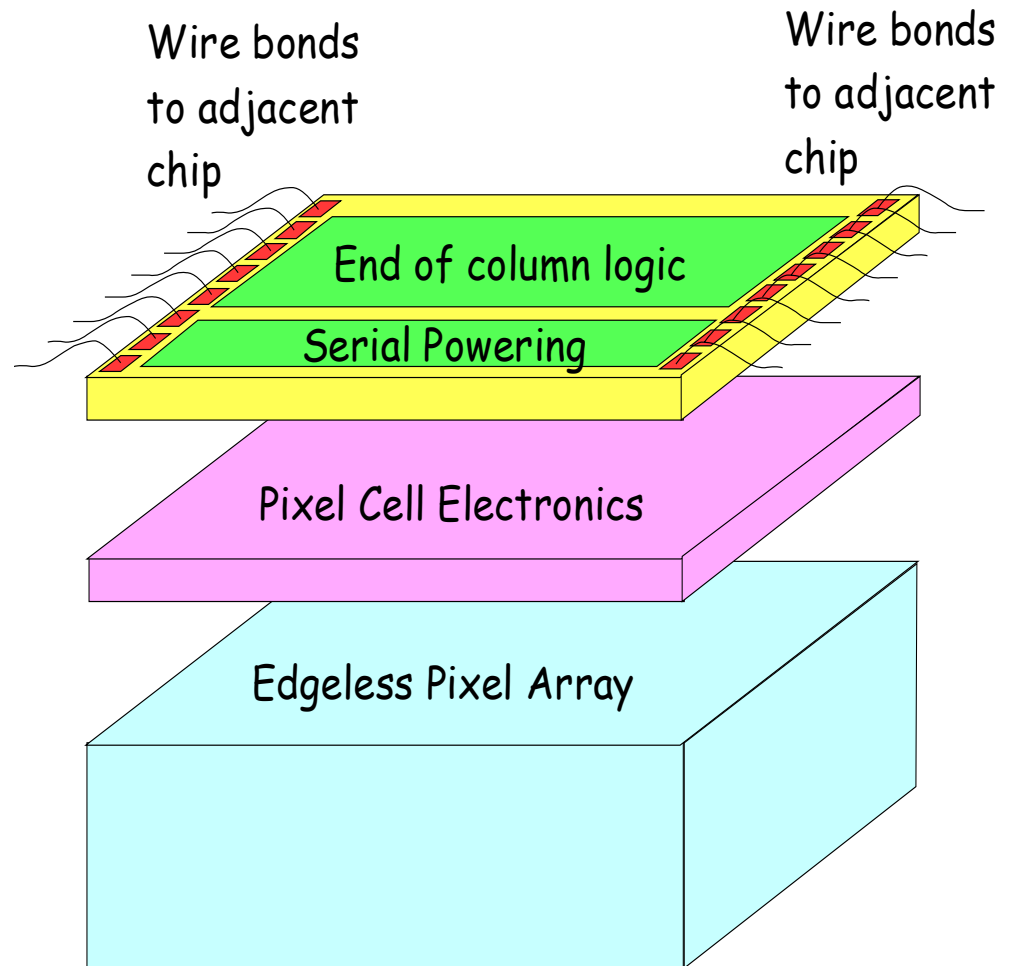 Wire bonds
to adjacent
chip
Wire bonds
to adjacent
chip
End of column logic
Serial Powering
Pixel Cell Electronics
Edgeless Pixel Array